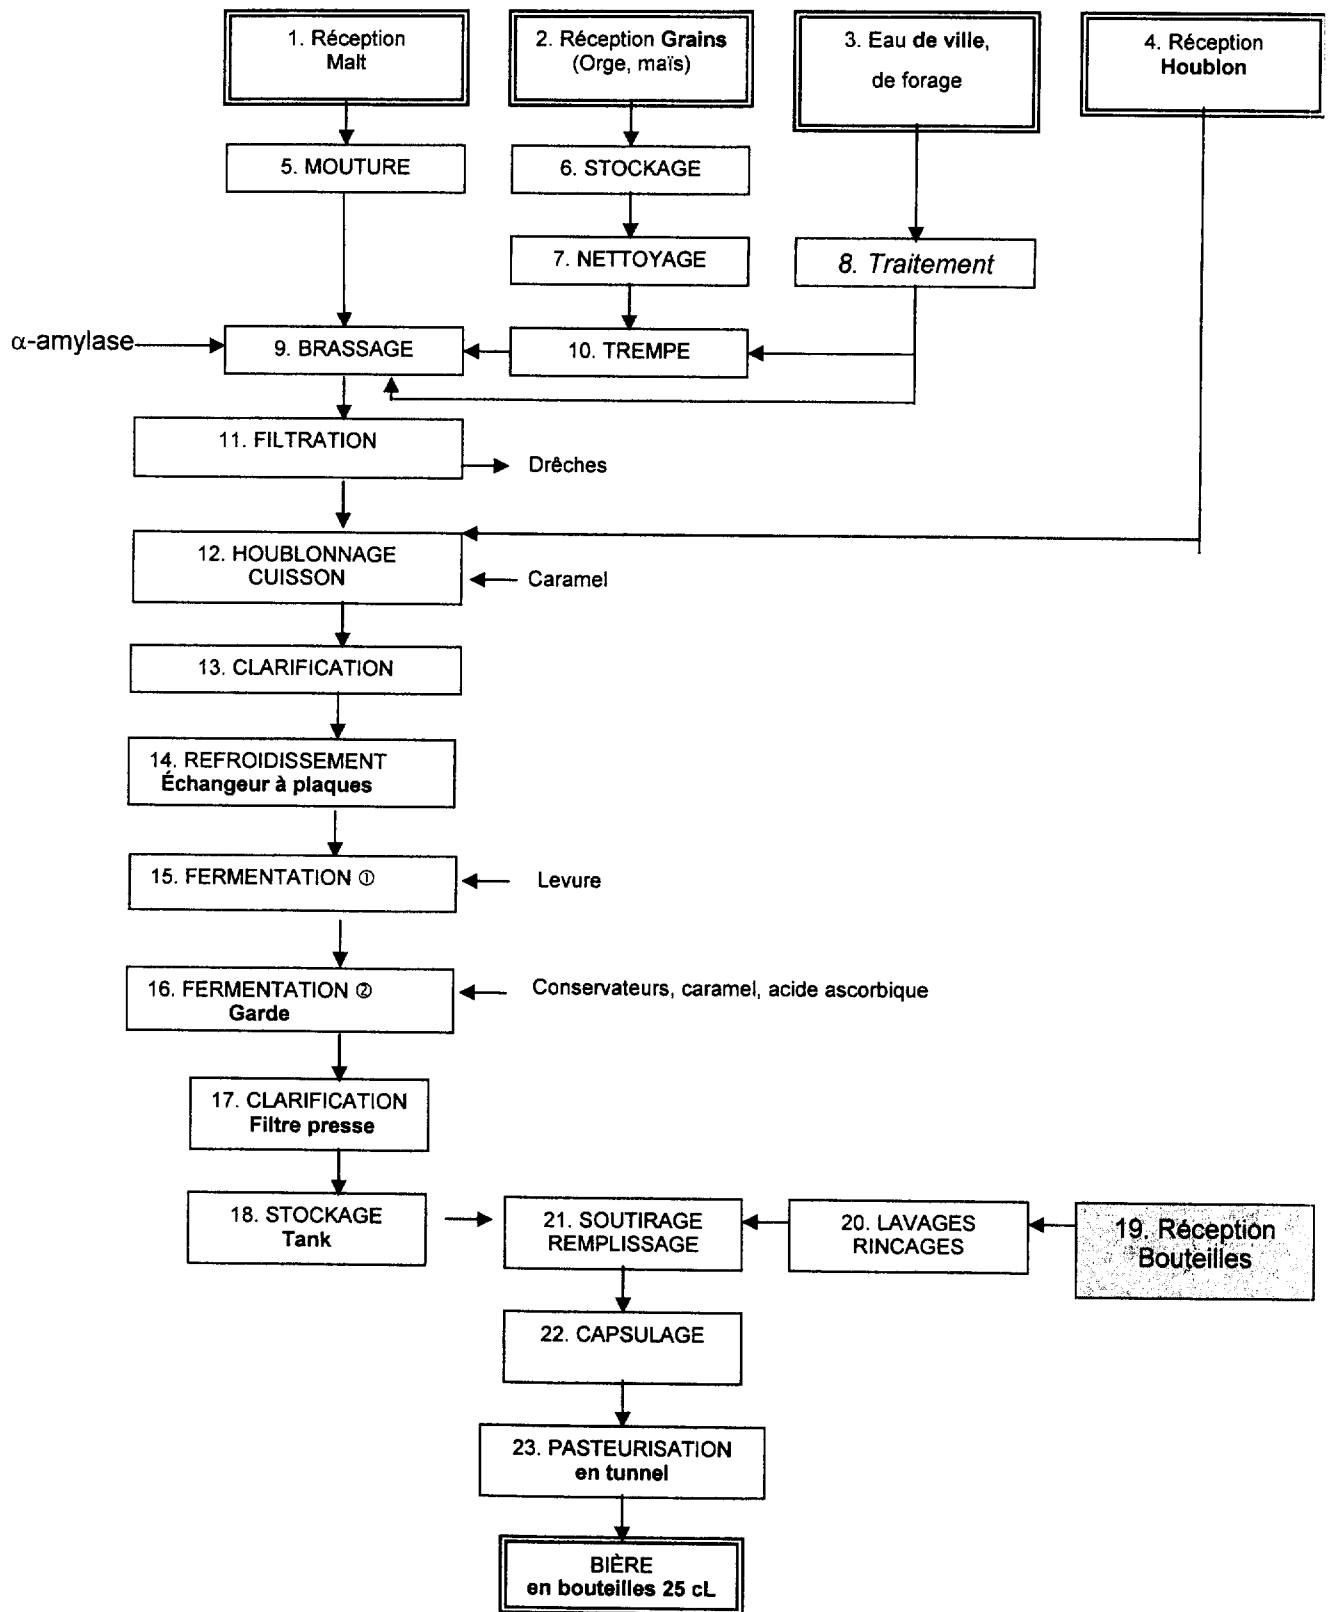 1. Réception
Malt
2. Réception Grains
(Orge, maïs)
3. Eau de ville,
de forage
4. Réception
Houblon
5. MOUTURE
6. STOCKAGE
7. NETTOYAGE
8. Traitement
α-amylase
9. BRASSAGE
10. TREMPE
11. FILTRATION
Drêches
12. HOUBLONNAGE
CUISSON
Caramel
13. CLARIFICATION
14. REFROIDISSEMENT
Échangeur à plaques
15. FERMENTATION ①
Levure
16. FERMENTATION ②
Garde
Conservateurs, caramel, acide ascorbique
17. CLARIFICATION
Filtre presse
18. STOCKAGE
Tank
21. SOUTIRAGE
REMPLISSAGE
20. LAVAGES
RINCAGES
19. Réception
Bouteilles
22. CAPSULAGE
23. PASTEURISATION
en tunnel
BIÈRE
en bouteilles 25 cL